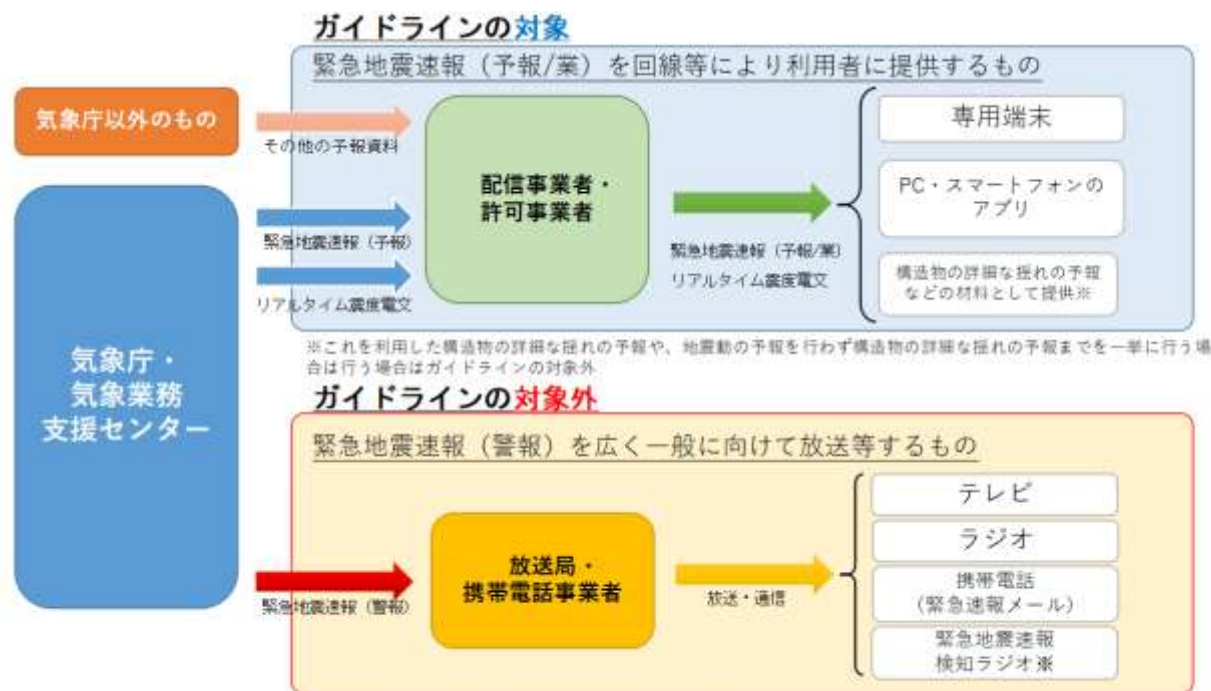 ガイドラインの対象
緊急地震速報（予報/業）を回線等により利用者に提供するもの
気象庁以外のもの
その他の予報資料
気象庁・
気象業務
支援センター
緊急地震速報（予報）
リアルタイム震度電文
配信事業者・
許可事業者
緊急地震速報（予報/業）
リアルタイム震度電文
専用端末
PC・スマートフォンの
アプリ
構造物の詳細な揺れの予報
などの材料として提供※
※これを利用した構造物の詳細な揺れの予報や、地震動の予報を行わず構造物の詳細な揺れの予報までを一挙に行う場
合は行う場合はガイドラインの対象外
ガイドラインの対象外
緊急地震速報（警報）を広く一般に向けて放送等するもの
緊急地震速報（警報）
放送局・
携帯電話事業者
放送・通信
テレビ
ラジオ
携帯電話
(緊急速報メール)
緊急地震速報
検知ラジオ※